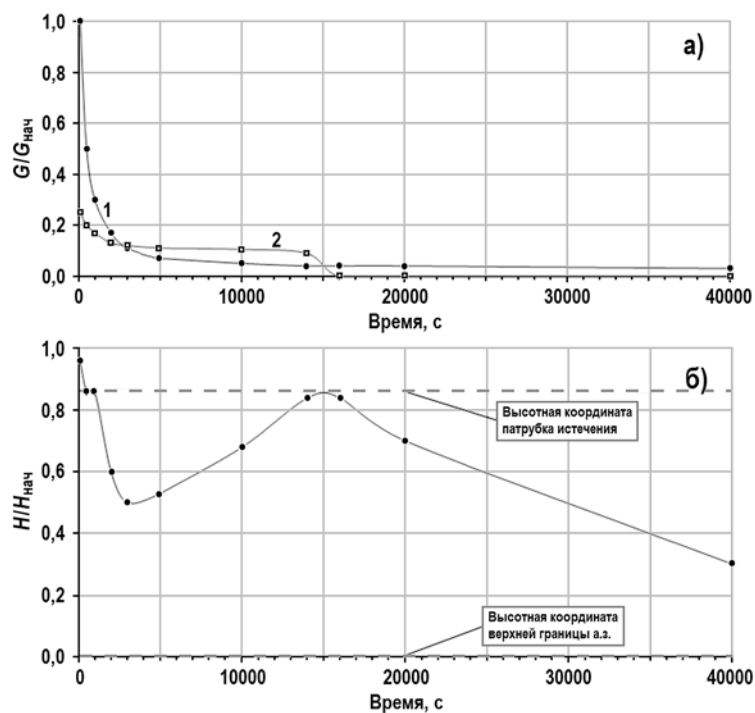 а)
1,0
0,8
0,6
0,4
0,2
0,0
G/Gнач
1
2
0
10000
20000
30000
40000
Время, с
б)
1,0
0,8
0,6
0,4
0,2
0,0
H/Hнач
Высотная координата
патрубка истечения
Высотная координата
верхней границы а.з.
0
10000
20000
30000
40000
Время, с